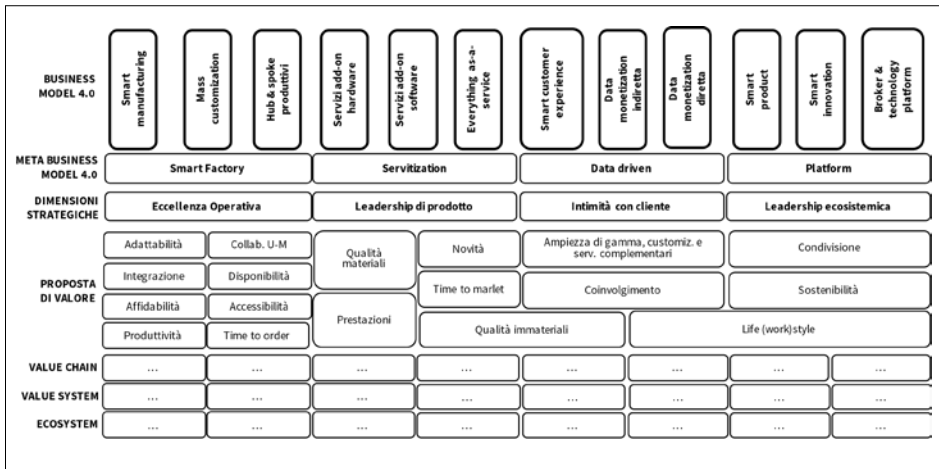 BUSINESS
MODEL 4.0
Smart
manufacturing
Mass
customization
Hub & spoke
produttivi
Servizi add-on
hardware
Servizi add-on
software
Everything as-a-
service
Smart customer
experience
Data
monetization
indiretta
Data
monetization
diretta
Smart
product
Smart
innovation
Broker &
technology
platform
META BUSINESS
MODEL 4.0
Smart Factory
Servitization
Data driven
Platform
DIMENSIONI
STRATEGICHE
Eccellenza Operativa
Leadership di prodotto
Intimità con cliente
Leadership ecosistemica
PROPOSTA
DI VALORE
Adattabilità
Collab. U-M
Integrazione
Disponibilità
Affidabilità
Accessibilità
Produttività
Time to order
Qualità
materiali
Prestazioni
Novità
Time to marlet
Qualità immateriali
Ampiezza di gamma, customiz. e
serv. complementari
Coinvolgimento
Condivisione
Sostenibilità
Life (work)style
VALUE CHAIN
... ... ... ... ... ... ... ...
VALUE SYSTEM
... ... ... ... ... ... ... ...
ECOSYSTEM
... ... ... ... ... ... ... ...